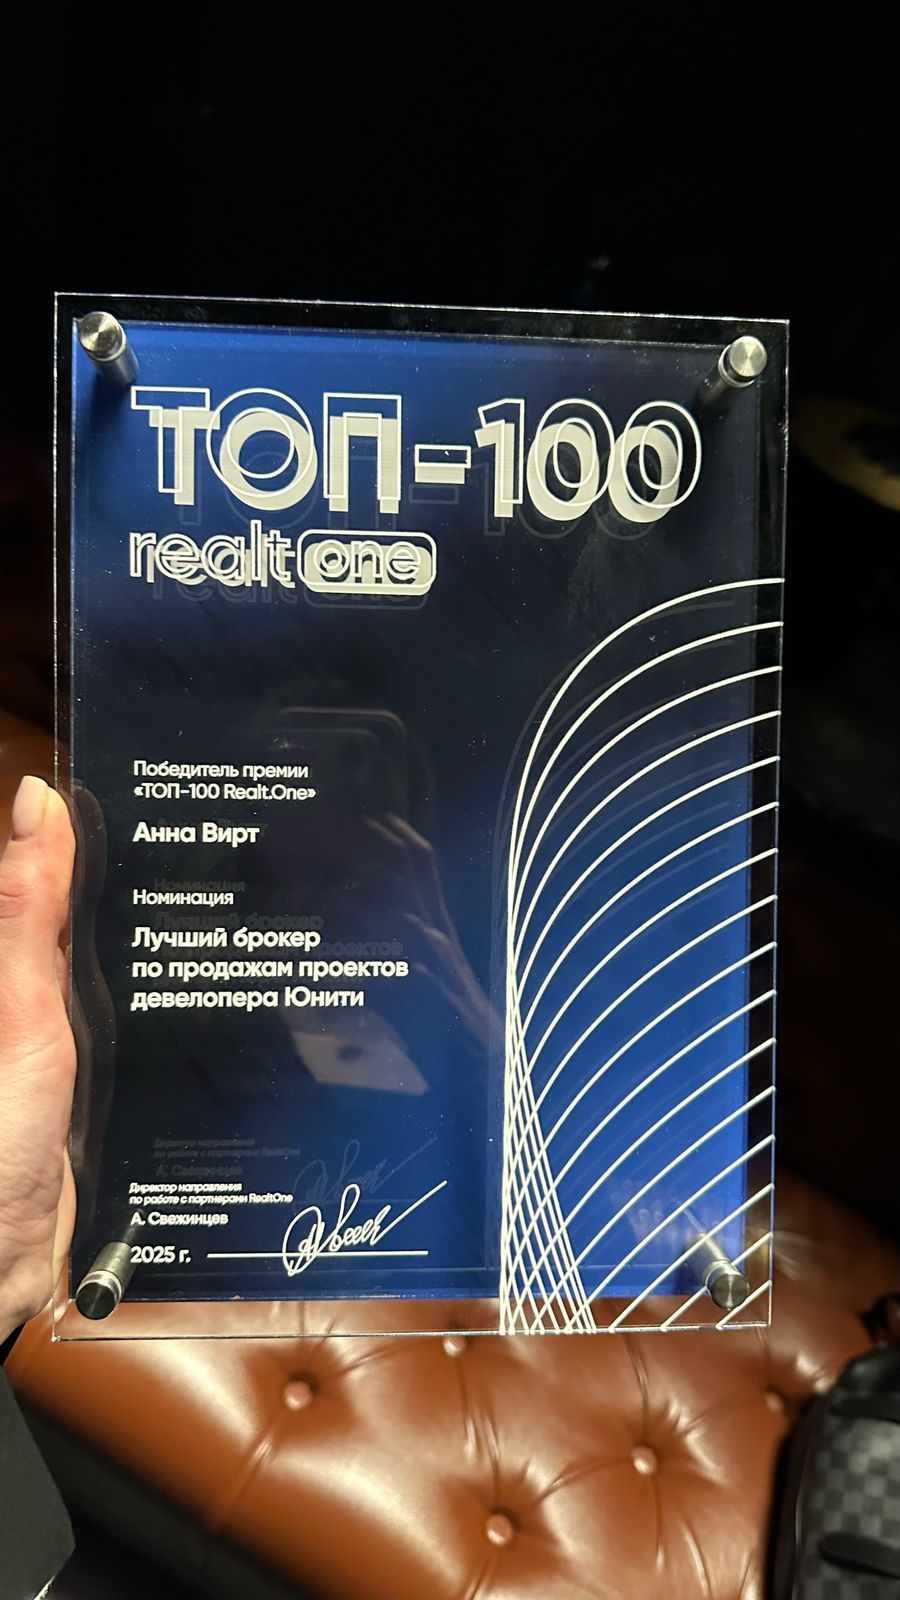 ТОП-100
realt one
Победитель премии
«ТОП-100 Realt.One»
Анна Вирт
Номинация
Лучший брокер
по продажам проектов
девелопера Юнити
Директор направления
по работе с партнерами RealtOne
А. Свежинцев
2025 г.